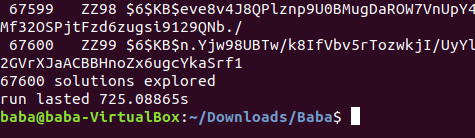 67599 ZZ98 $6$KB$eve8v4J8QPlznp9U0BMugDaROW7VnUpY4
Mf32OSPjtFzd6zugsi9129QNb./
67600 ZZ99 $6$KB$n.Yjw98UBTw/k8IfVbv5rTozwkjI/UyYl
2GVrXJaACBBHnoZx6ugcYkaSrf1
67600 solutions explored
run lasted 725.08865s
baba@baba-VirtualBox:~/Downloads/Baba$